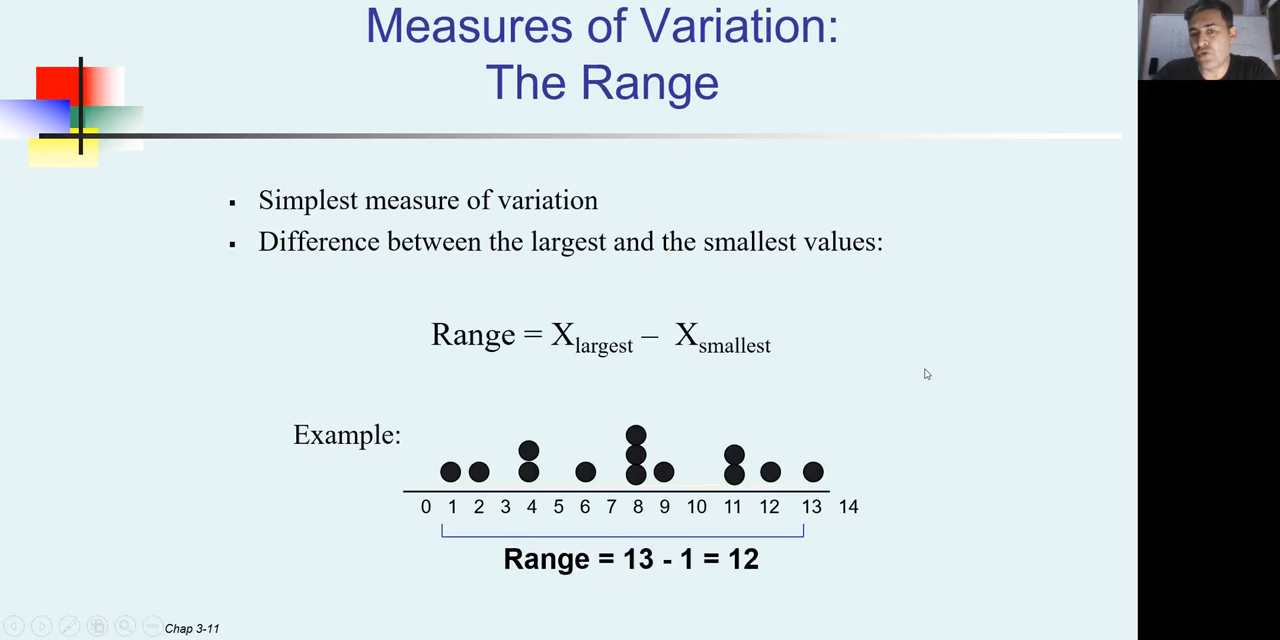 Measures of Variation:
The Range
Simplest measure of variation
Difference between the largest and the smallest values:
Range = Xlargest – Xsmallest
Example:
0 1 2 3 4 5 6 7 8 9 10 11 12 13 14
Range = 13 - 1 = 12
Chap 3-11